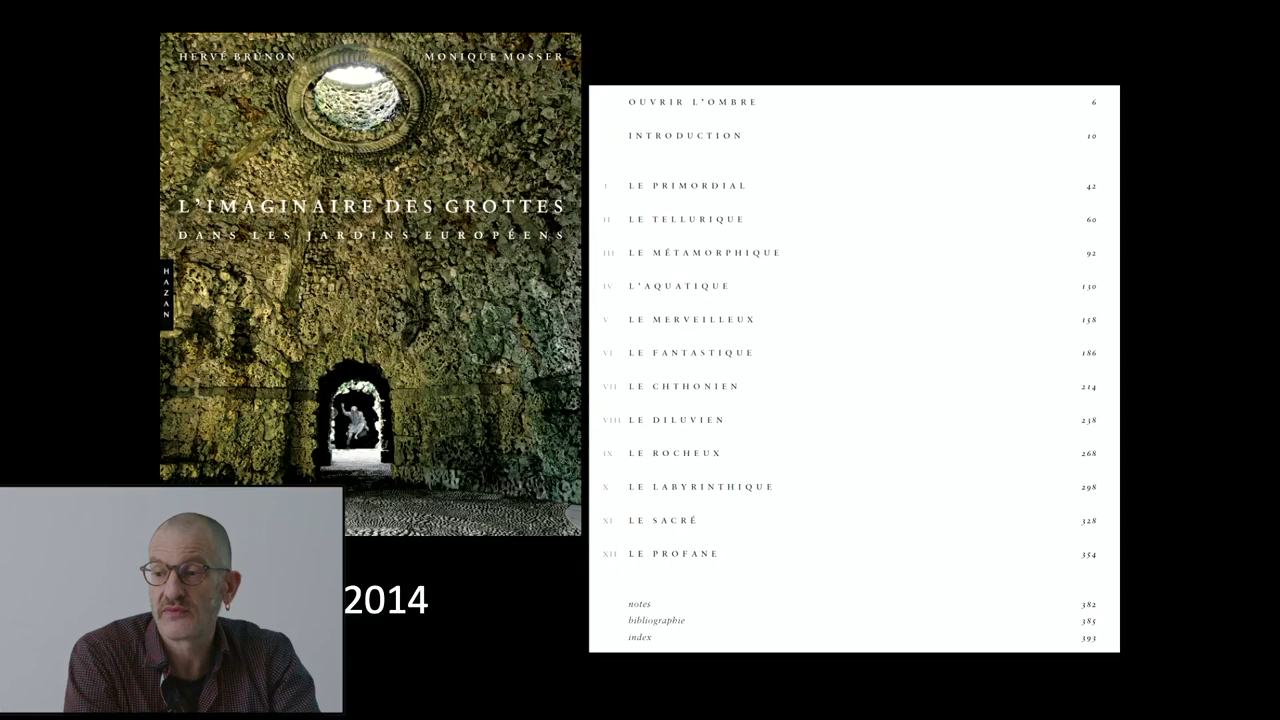 HERVÉ BRUNON MONIQUE MOSSER
L'IMAGINAIRE DES GROTTES
DANS LES JARDINS EUROPÉENS
HAZAN
2014
OUVRIR L'OMBRE 6
INTRODUCTION 10
I LE PRIMORDIAL 42
II LE TELLURIQUE 60
III LE MÉTAMORPHIQUE 92
IV L'AQUATIQUE 130
V LE MERVEILLEUX 158
VI LE FANTASTIQUE 186
VII LE CHTHONIEN 214
VIII LE DILUVIEN 238
IX LE ROCHEUX 268
X LE LABYRINTHIQUE 298
XI LE SACRÉ 328
XII LE PROFANE 354
notes 382
bibliographie 385
index 393